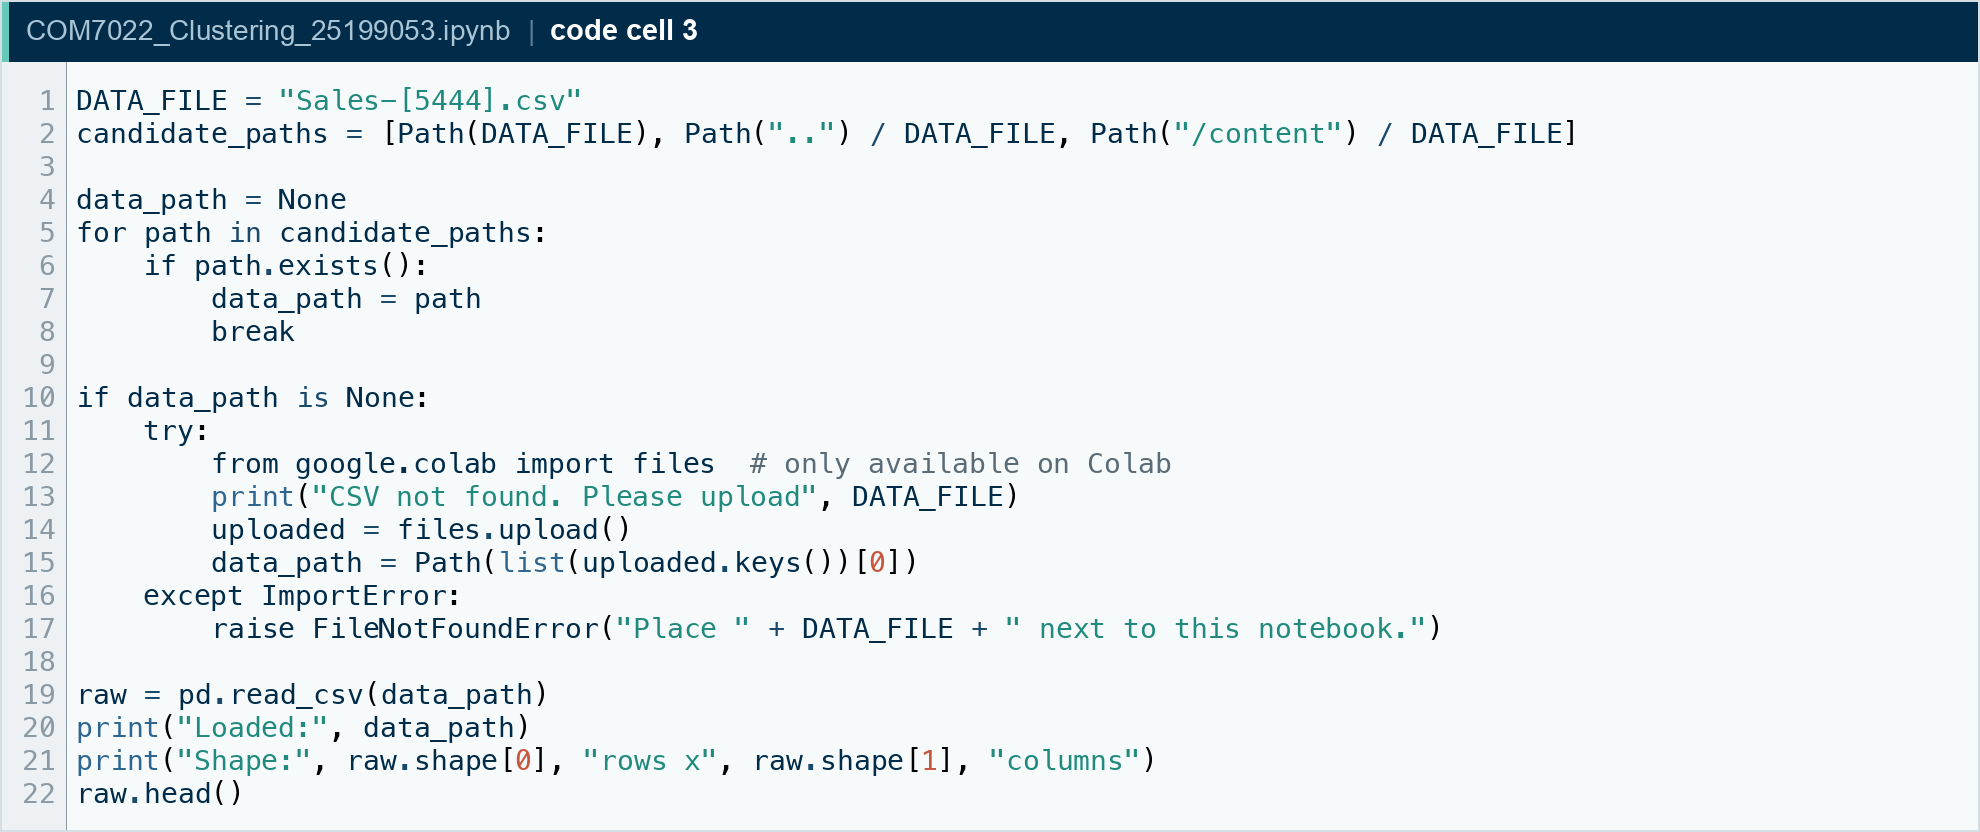 COM7022_Clustering_25199053.ipynb | code cell 3
1 DATA_FILE = "Sales-[5444].csv"
2 candidate_paths = [Path(DATA_FILE), Path("..") / DATA_FILE, Path("/content") / DATA_FILE]
3
4 data_path = None
5 for path in candidate_paths:
6     if path.exists():
7         data_path = path
8         break
9
10 if data_path is None:
11     try:
12         from google.colab import files  # only available on Colab
13         print("CSV not found. Please upload", DATA_FILE)
14         uploaded = files.upload()
15         data_path = Path(list(uploaded.keys())[0])
16     except ImportError:
17         raise FileNotFoundError("Place " + DATA_FILE + " next to this notebook.")
18
19 raw = pd.read_csv(data_path)
20 print("Loaded:", data_path)
21 print("Shape:", raw.shape[0], "rows x", raw.shape[1], "columns")
22 raw.head()